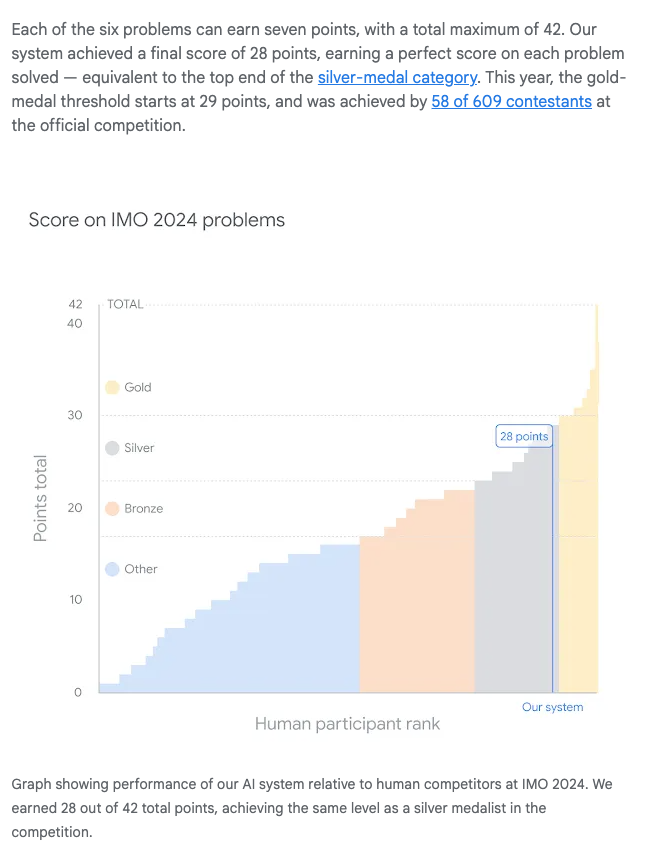 Each of the six problems can earn seven points, with a total maximum of 42. Our
system achieved a final score of 28 points, earning a perfect score on each problem
solved — equivalent to the top end of the silver-medal category. This year, the gold-
medal threshold starts at 29 points, and was achieved by 58 of 609 contestants at
the official competition.
Score on IMO 2024 problems
42
TOTAL
40
Gold
30
28 points
Silver
Points total
20
Bronze
Other
10
0
Our system
Human participant rank
Graph showing performance of our AI system relative to human competitors at IMO 2024. We
earned 28 out of 42 total points, achieving the same level as a silver medalist in the
competition.